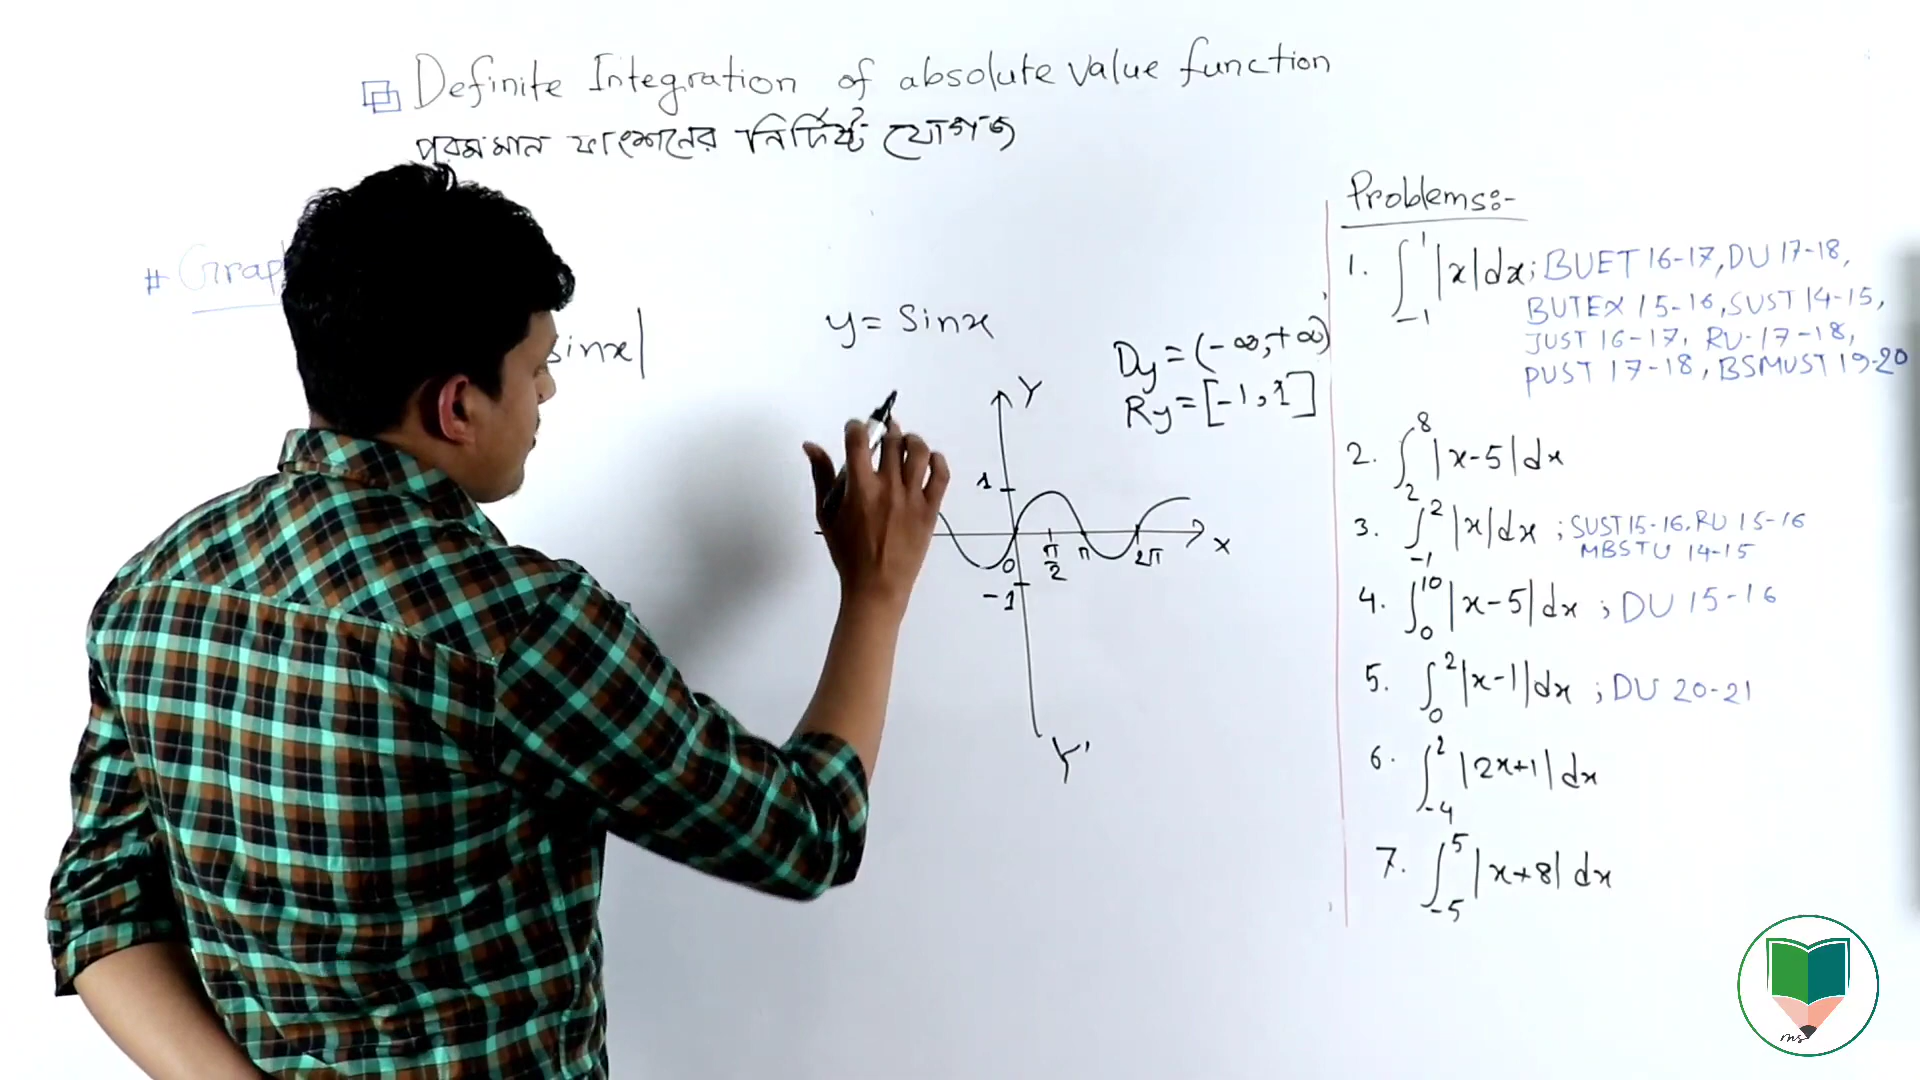 Definite Integration of absolute value function
পরমমান ফাংশনের নির্দিষ্ট যোগজ
# Grap
sinx|
y = Sinx
Dy = (-∞,+∞)
Ry = [-1,1]
Y
1
0
π/2
π
2π
X
-1
Y'
Problems:-
1. ∫_{-1}^{1} |x|dx; BUET 16-17, DU 17-18,
BUTEX 15-16, SUST 14-15,
JUST 16-17, RU-17-18,
PUST 17-18, BSMUST 19-20
2. ∫_{2}^{8} |x-5|dx
3. ∫_{-1}^{2} |x|dx ; SUST 15-16, RU 15-16
MBSTU 14-15
4. ∫_{0}^{10} |x-5|dx ; DU 15-16
5. ∫_{0}^{2} |x-1|dx ; DU 20-21
6. ∫_{-4}^{2} |2x+1|dx
7. ∫_{-5}^{5} |x+8| dx
ms